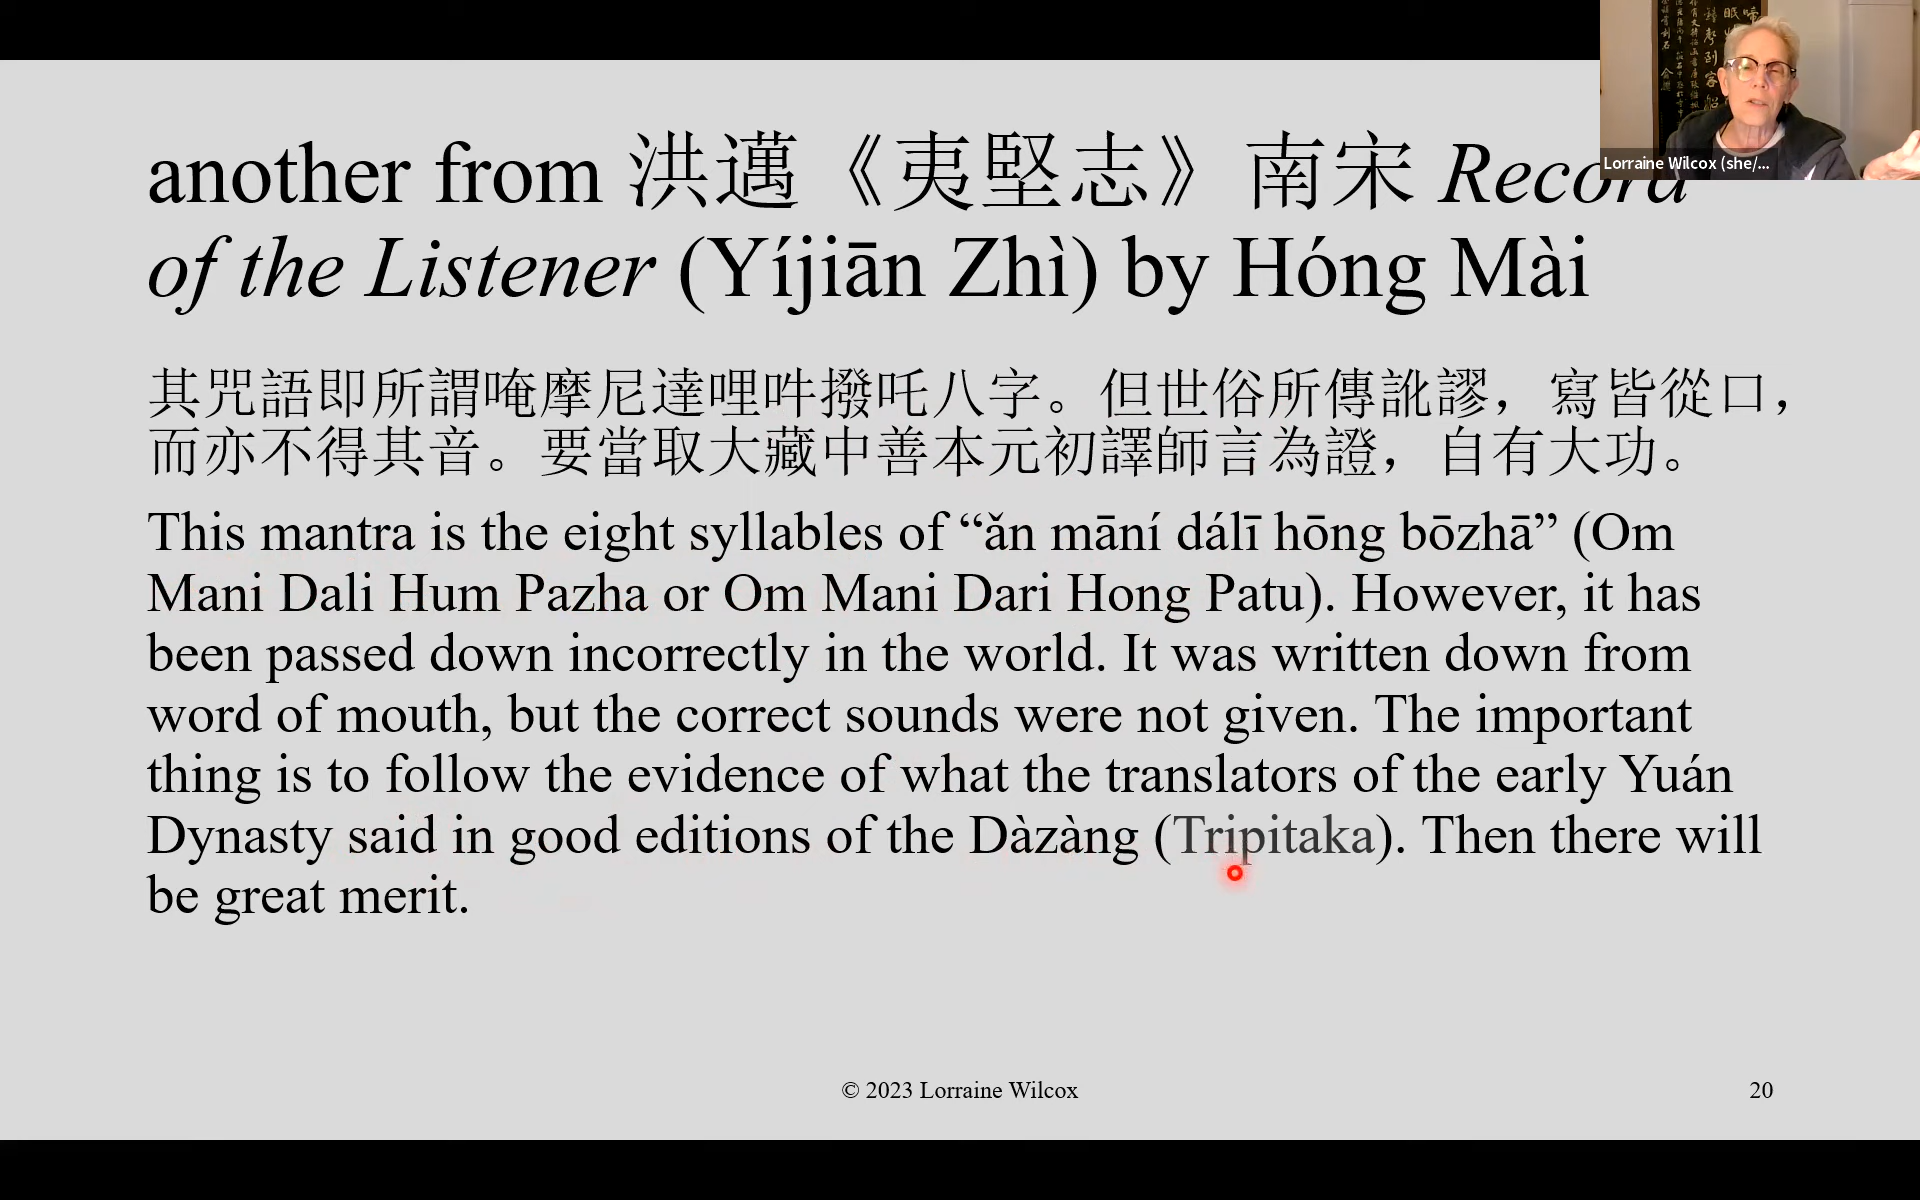 another from 洪邁《夷堅志》南宋 Record
of the Listener (Yíjiān Zhì) by Hóng Mài
其咒語即所謂唵摩尼達哩吽撥吒八字。但世俗所傳訛謬，寫皆從口，
而亦不得其音。要當取大藏中善本元初譯師言為證，自有大功。
This mantra is the eight syllables of “ǎn māní dálī hōng bōzhā” (Om
Mani Dali Hum Pazha or Om Mani Dari Hong Patu). However, it has
been passed down incorrectly in the world. It was written down from
word of mouth, but the correct sounds were not given. The important
thing is to follow the evidence of what the translators of the early Yuán
Dynasty said in good editions of the Dàzàng (Tripitaka). Then there will
be great merit.
© 2023 Lorraine Wilcox
20
Lorraine Wilcox (she/...